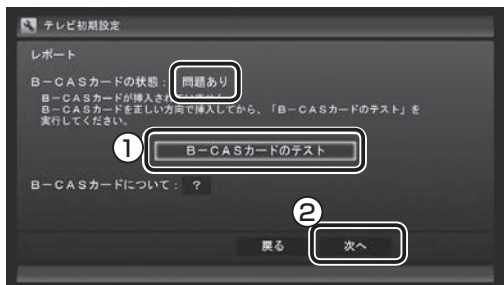 テレビ初期設定
レポート
B-CASカードの状態: 問題あり
B-CASカードが挿入されていません。
B-CASカードを正しい方向で挿入してから、「B-CASカードのテスト」を
実行してください。
① B-CASカードのテスト
B-CASカードについて: ?
②
戻る 次へ